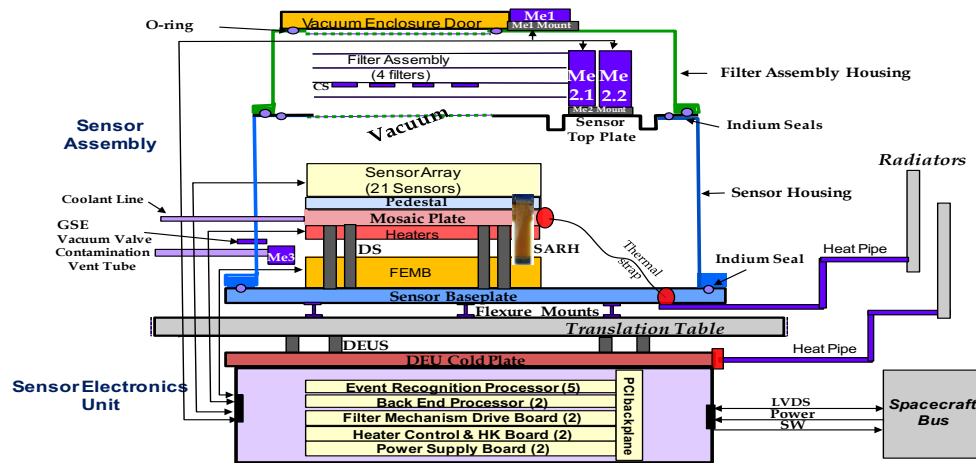 Vacuum Enclosure Door
Me1
Me1 Mount
O-ring
Filter Assembly
(4 filters)
CS
Me
2.1
Me
2.2
Me2 Mount
Filter Assembly Housing
Vacuum
Sensor
Top Plate
Indium Seals
Sensor
Assembly
Radiators
Sensor Array
(21 Sensors)
Pedestal
Sensor Housing
Coolant Line
Mosaic Plate
GSE
Vacuum Valve
Heaters
DS
SARH
Thermal
strap
Heat Pipe
Contamination
Vent Tube
Me3
FEMB
Indium Seal
Sensor Baseplate
Flexure Mounts
Translation Table
DEUS
Heat Pipe
DEU Cold Plate
Sensor Electronics
Unit
Event Recognition Processor (5)
Back End Processor (2)
Filter Mechanism Drive Board (2)
Heater Control & HK Board (2)
Power Supply Board (2)
PCI backplane
LVDS
Power
SW
Spacecraft
Bus